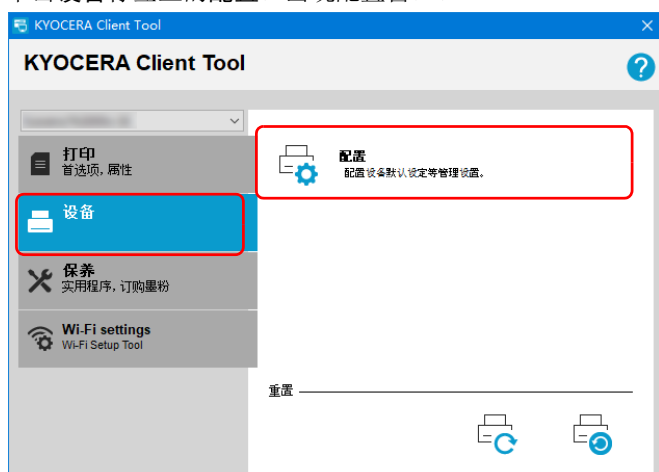 KYOCERA Client Tool
KYOCERA Client Tool
打印
首选项, 属性
配置
配置设备默认设定等管理设置。
设备
保养
实用程序, 订购墨粉
Wi-Fi settings
Wi-Fi Setup Tool
重置